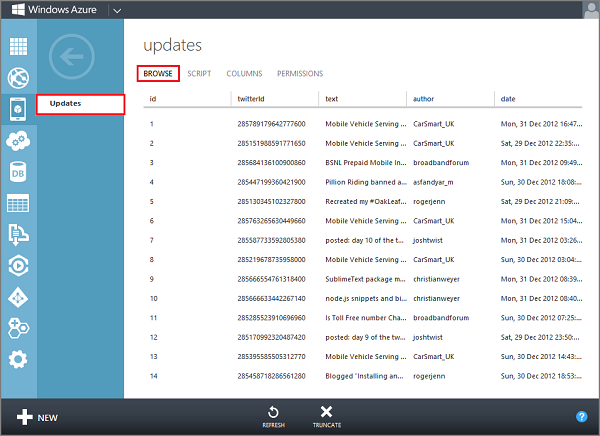 Windows Azure
updates
BROWSE SCRIPT COLUMNS PERMISSIONS
Updates
id twitterId text author date
1 285789179642777600 Mobile Vehicle Serving ... CarSmart_UK Mon, 31 Dec 2012 16:47...
2 285151988591771650 Mobile Vehicle Serving ... CarSmart_UK Sat, 29 Dec 2012 22:35:...
3 285684136100900860 BSNL Prepaid Mobile In... broadbandforum Mon, 31 Dec 2012 09:49...
4 285447199360421900 Pillion Riding banned a... asfandyar_m Sun, 30 Dec 2012 18:08:...
5 285130345102327800 Recreated my #OakLeaf... rogerjenn Sat, 29 Dec 2012 21:09:...
6 285763265630449660 Mobile Vehicle Serving ... CarSmart_UK Mon, 31 Dec 2012 15:04...
7 285587733592805380 posted: day 10 of the t... joshtwist Mon, 31 Dec 2012 03:26...
8 285219678735958000 Mobile Vehicle Serving ... CarSmart_UK Sun, 30 Dec 2012 03:04:...
9 285666554761318400 SublimeText package m... christianweyer Mon, 31 Dec 2012 08:39...
10 285666633442267140 node.js snippets and bi... christianweyer Mon, 31 Dec 2012 08:40...
11 285285523910696960 Is Toll Free number Cha... broadbandforum Sun, 30 Dec 2012 07:25:...
12 285170992320487420 posted: day 9 of the tw... joshtwist Sat, 29 Dec 2012 23:50:...
13 285395585505312770 Mobile Vehicle Serving ... CarSmart_UK Sun, 30 Dec 2012 14:43:...
14 285458718286561280 Blogged "Installing an... rogerjenn Sun, 30 Dec 2012 18:53:...
DB
NEW REFRESH TRUNCATE ?